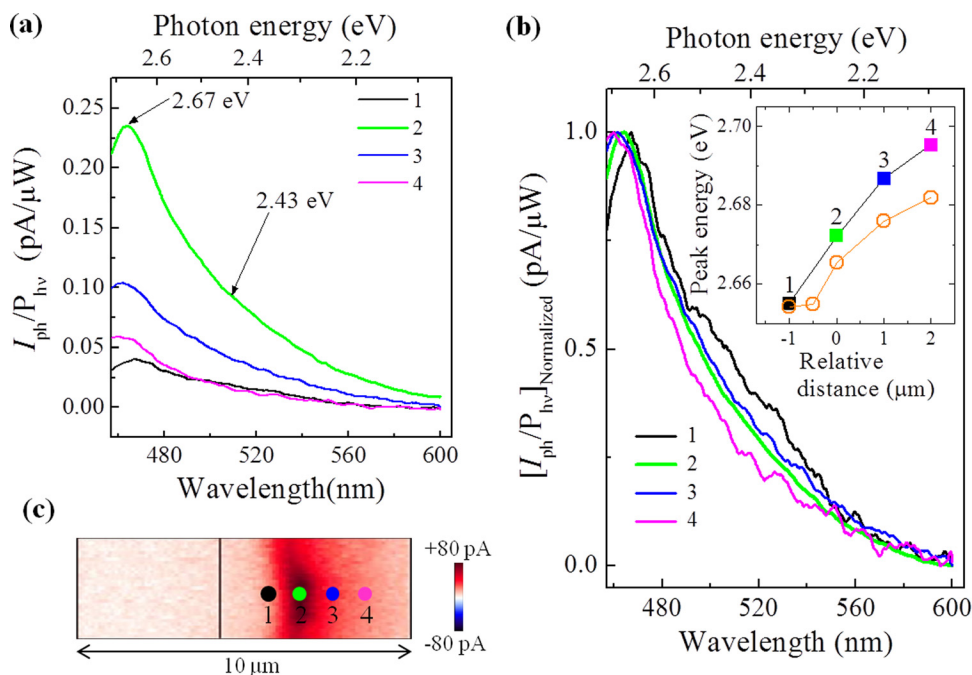 (a)
Photon energy (eV)
2.6 2.4 2.2
0.25
0.20
0.15
0.10
0.05
0.00
I_ph/P_hν (pA/μW)
2.67 eV
2.43 eV
1
2
3
4
480 520 560 600
Wavelength(nm)
(b)
Photon energy (eV)
2.6 2.4 2.2
1.0
0.5
0.0
[I_ph/P_hν]_Normalized (pA/μW)
2.70
2.68
2.66
Peak energy (eV)
1
2
3
4
-1 0 1 2
Relative
distance (μm)
1
2
3
4
480 520 560 600
Wavelength (nm)
(c)
+80 pA
-80 pA
1 2 3 4
10 μm